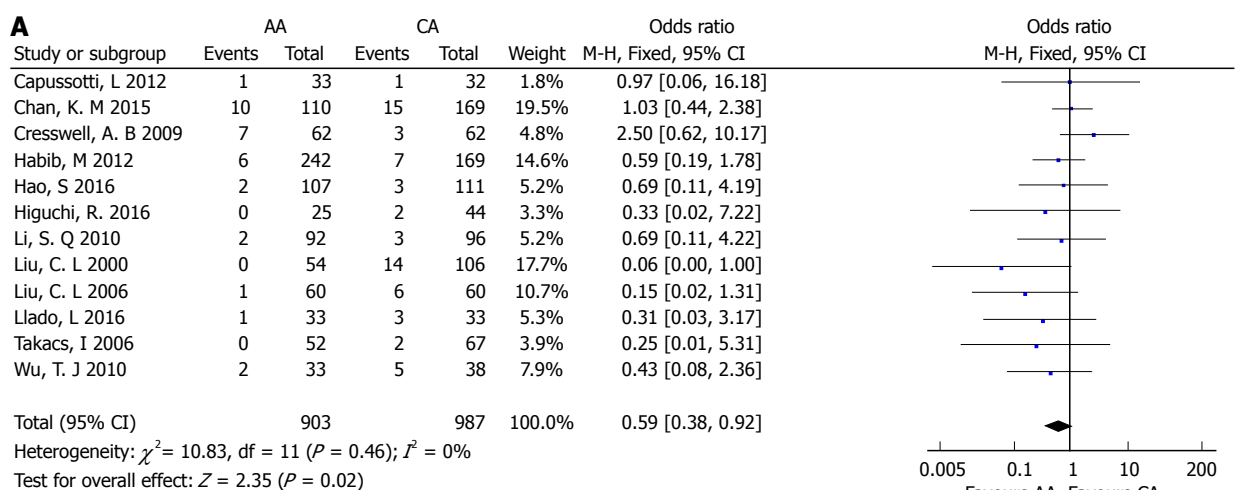 A
AA CA Odds ratio Odds ratio
Study or subgroup Events Total Events Total Weight M-H, Fixed, 95% CI M-H, Fixed, 95% CI
Capussotti, L 2012 1 33 1 32 1.8% 0.97 [0.06, 16.18]
Chan, K. M 2015 10 110 15 169 19.5% 1.03 [0.44, 2.38]
Cresswell, A. B 2009 7 62 3 62 4.8% 2.50 [0.62, 10.17]
Habib, M 2012 6 242 7 169 14.6% 0.59 [0.19, 1.78]
Hao, S 2016 2 107 3 111 5.2% 0.69 [0.11, 4.19]
Higuchi, R. 2016 0 25 2 44 3.3% 0.33 [0.02, 7.22]
Li, S. Q 2010 2 92 3 96 5.2% 0.69 [0.11, 4.22]
Liu, C. L 2000 0 54 14 106 17.7% 0.06 [0.00, 1.00]
Liu, C. L 2006 1 60 6 60 10.7% 0.15 [0.02, 1.31]
Llado, L 2016 1 33 3 33 5.3% 0.31 [0.03, 3.17]
Takacs, I 2006 0 52 2 67 3.9% 0.25 [0.01, 5.31]
Wu, T. J 2010 2 33 5 38 7.9% 0.43 [0.08, 2.36]
Total (95% CI) 903 987 100.0% 0.59 [0.38, 0.92]
Heterogeneity: χ²= 10.83, df = 11 (P = 0.46); I² = 0%
Test for overall effect: Z = 2.35 (P = 0.02)
0.005 0.1 1 10 200
Favours AA Favours CA